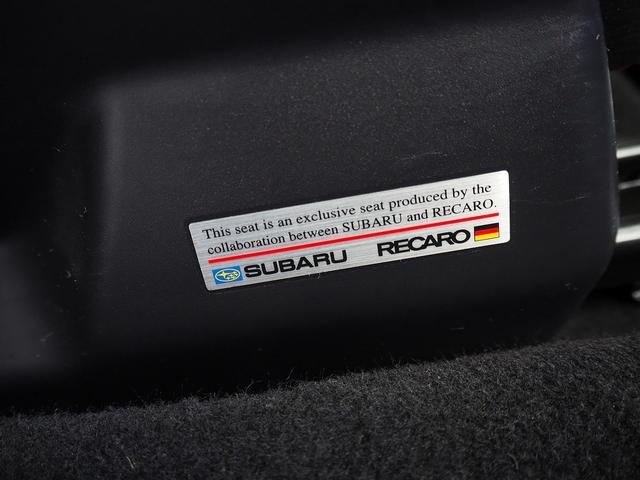 This seat is an exclusive seat produced by the
collaboration between SUBARU and RECARO.
SUBARU RECARO